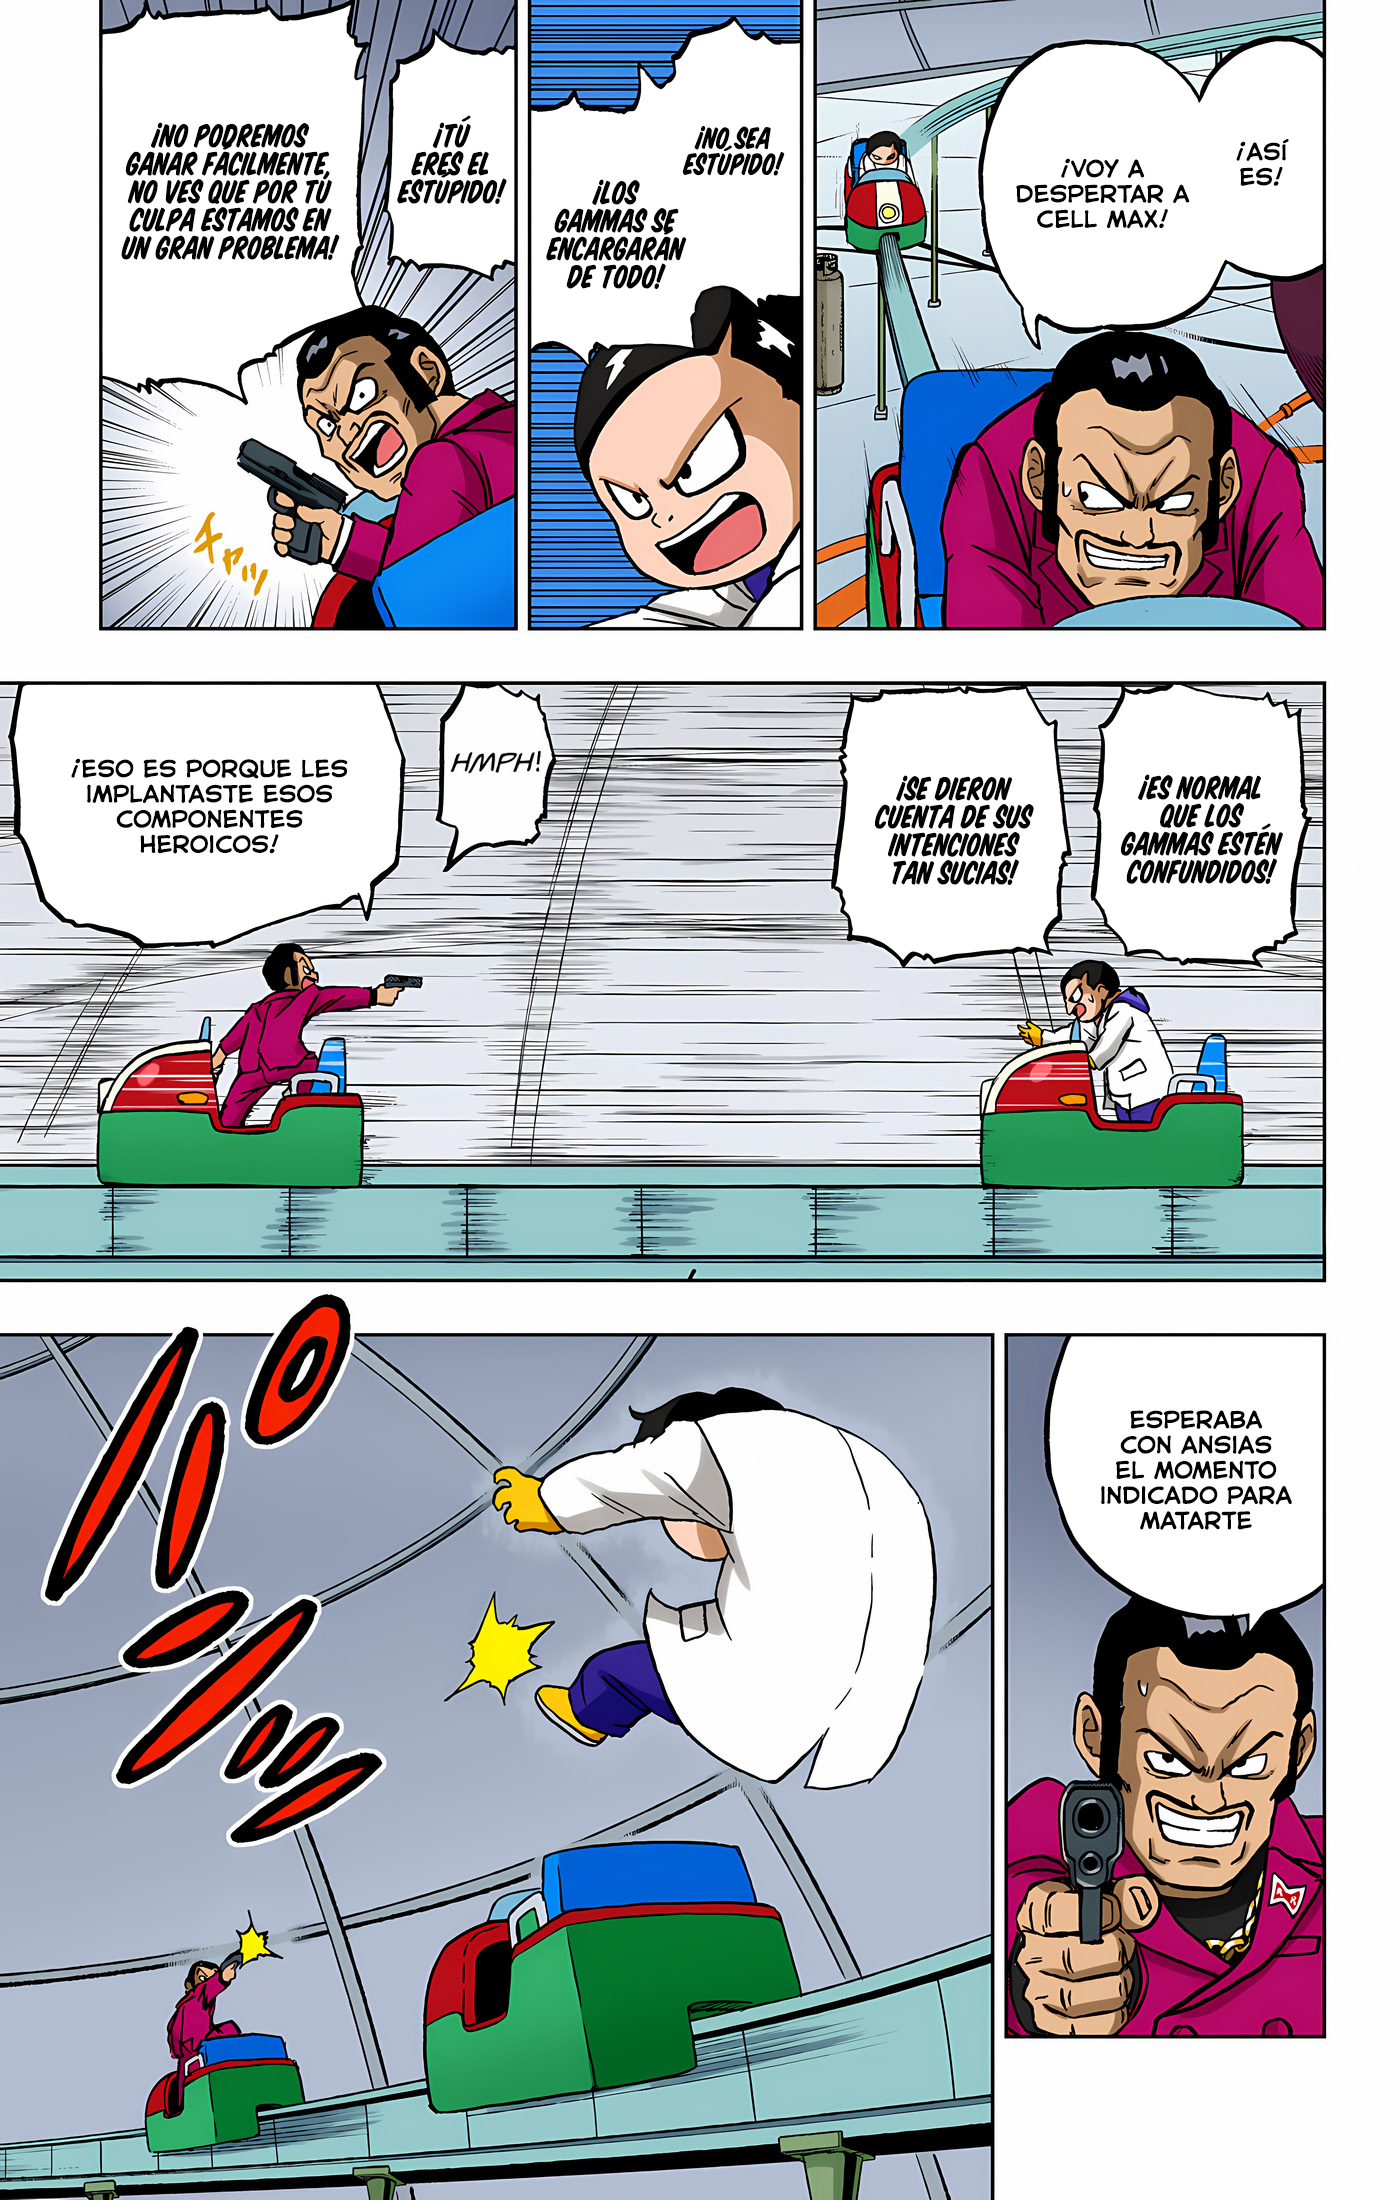 ¡ASÍ
ES!
¡VOY A
DESPERTAR A
CELL MAX!
¡NO SEA
ESTÚPIDO!
¡LOS
GAMMAS SE
ENCARGARÁN
DE TODO!
¡TÚ
ERES EL
ESTÚPIDO!
¡NO PODREMOS
GANAR FÁCILMENTE,
NO VES QUE POR TU
CULPA ESTAMOS EN
UN GRAN PROBLEMA!
チャッ
¡ES NORMAL
QUE LOS
GAMMAS ESTÉN
CONFUNDIDOS!
¡SE DIERON
CUENTA DE SUS
INTENCIONES
TAN SUCIAS!
HMPH!
¡ESO ES PORQUE LES
IMPLANTASTE ESOS
COMPONENTES
HEROICOS!
ESPERABA
CON ANSIAS
EL MOMENTO
INDICADO PARA
MATARTE
RR
パン